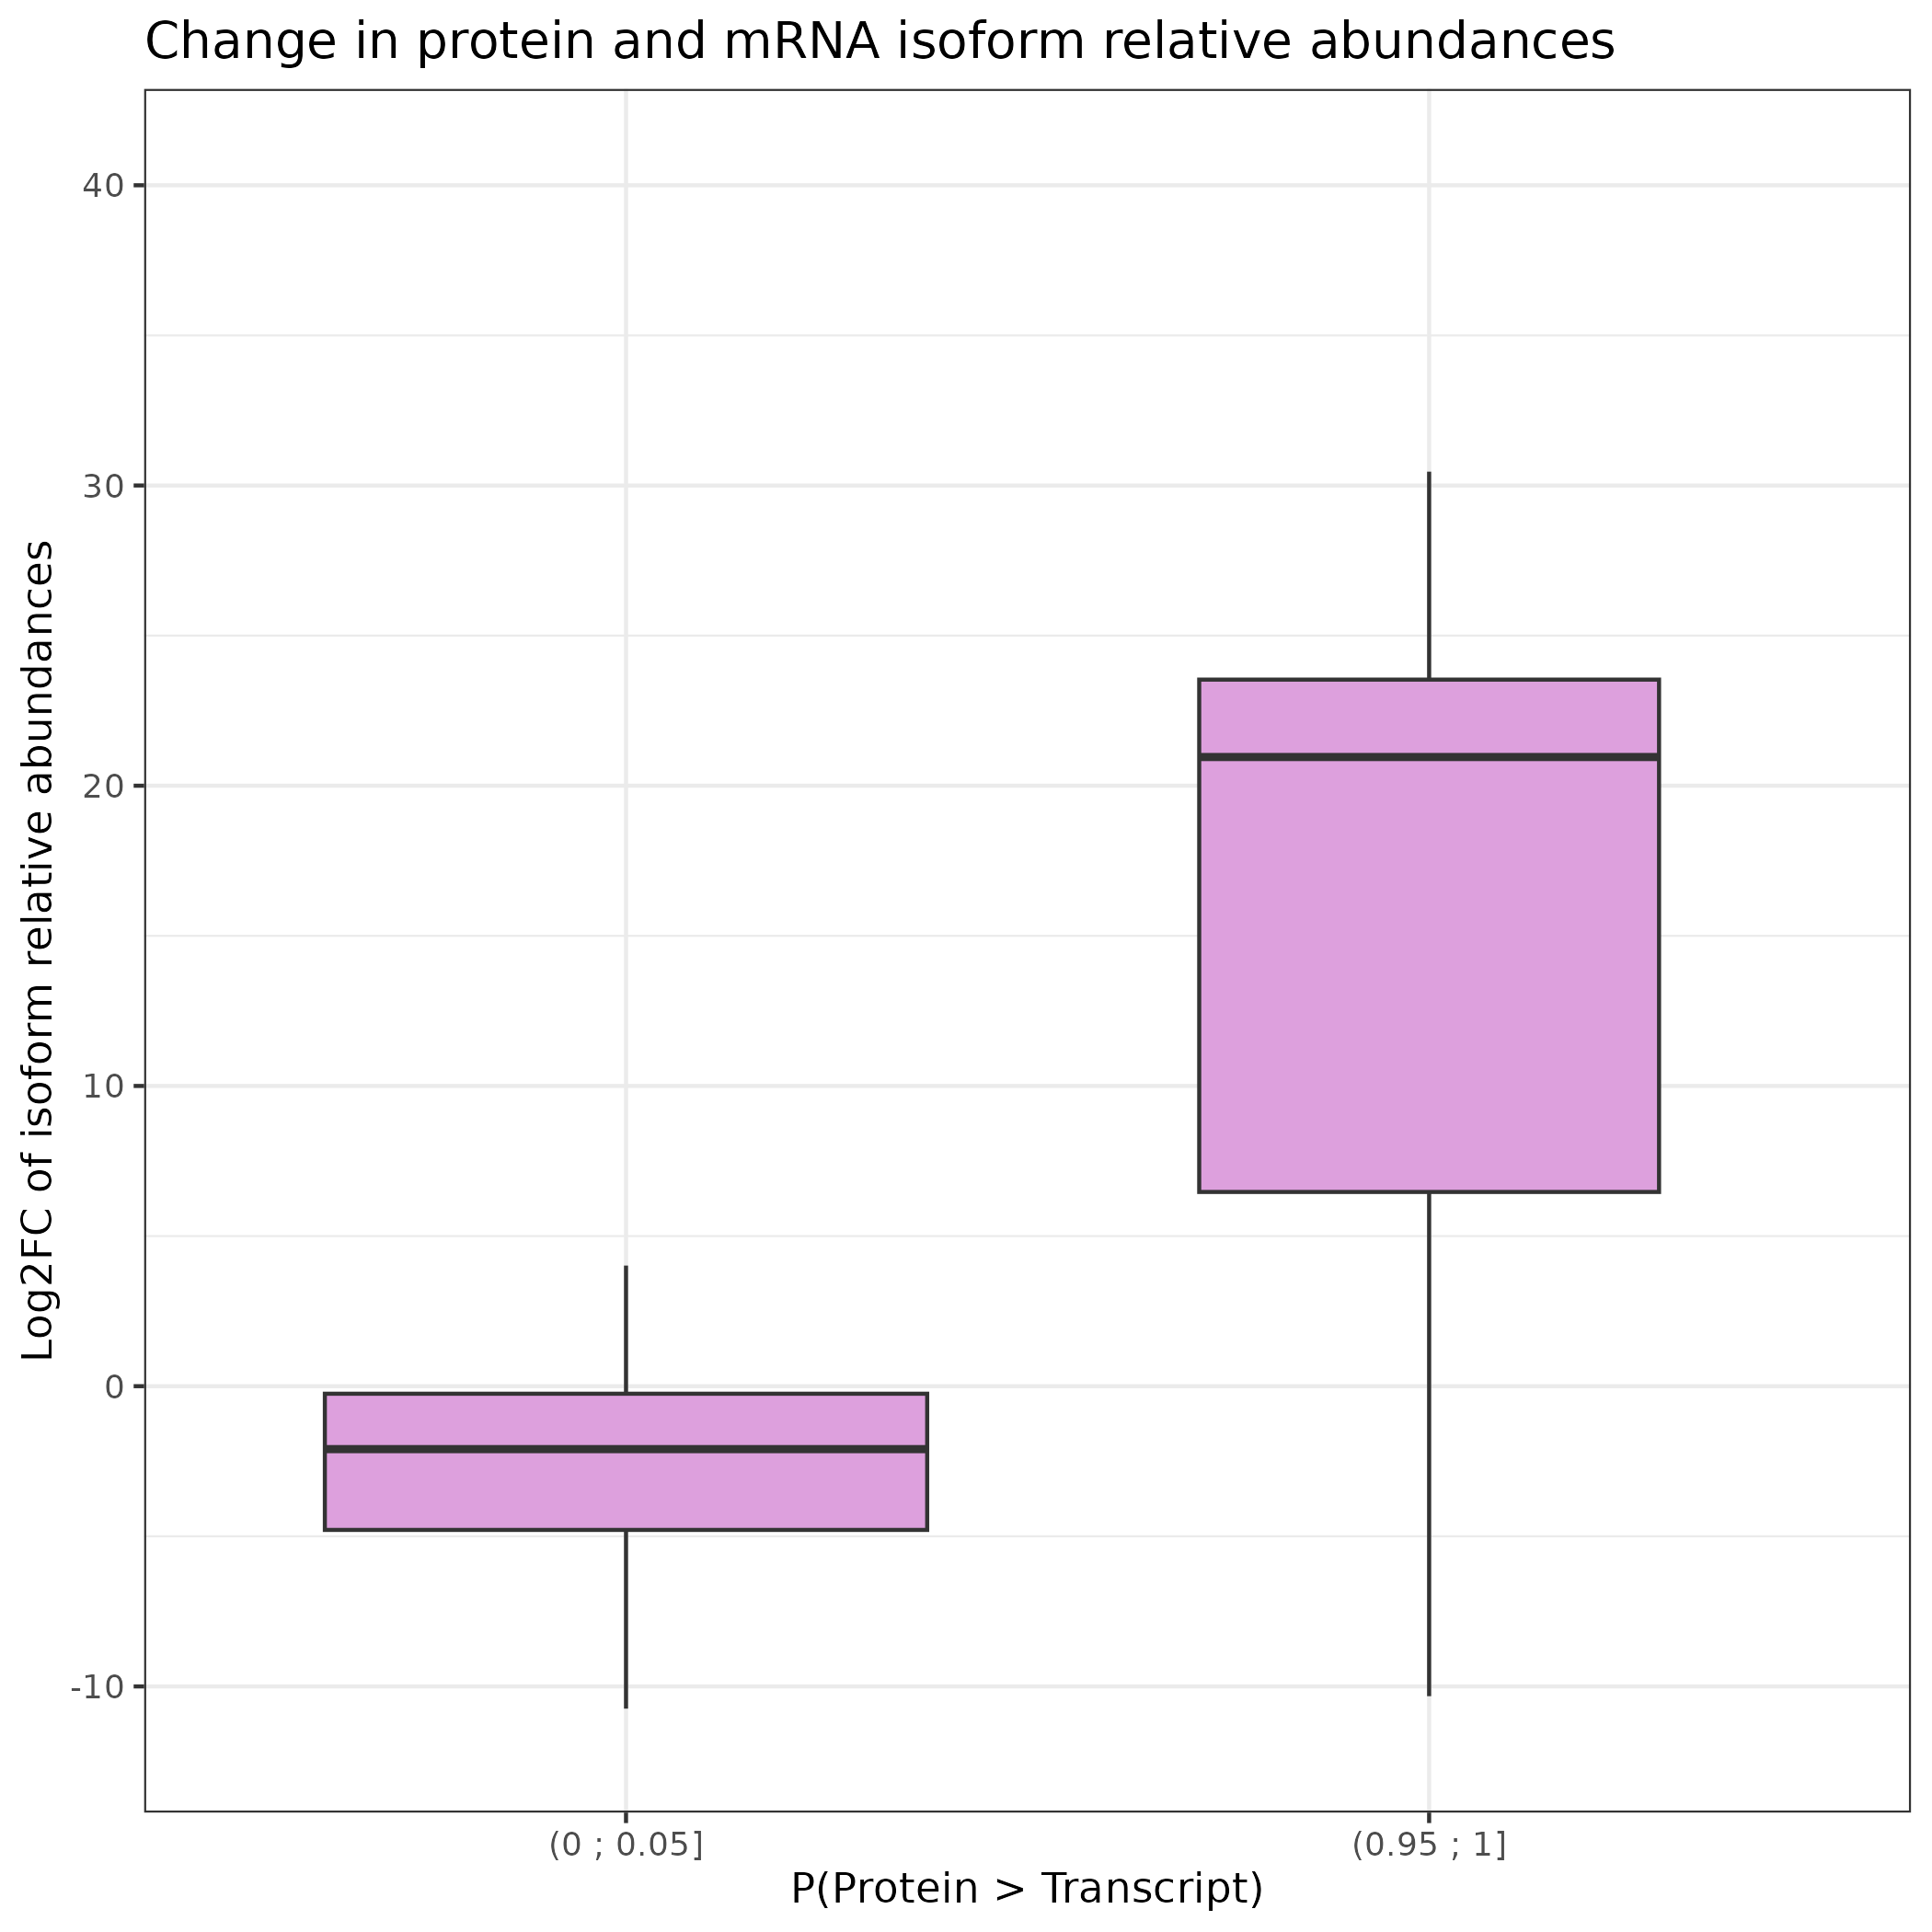 Change in protein and mRNA isoform relative abundances
Log2FC of isoform relative abundances
40
30
20
10
0
-10
(0 ; 0.05]
(0.95 ; 1]
P(Protein > Transcript)